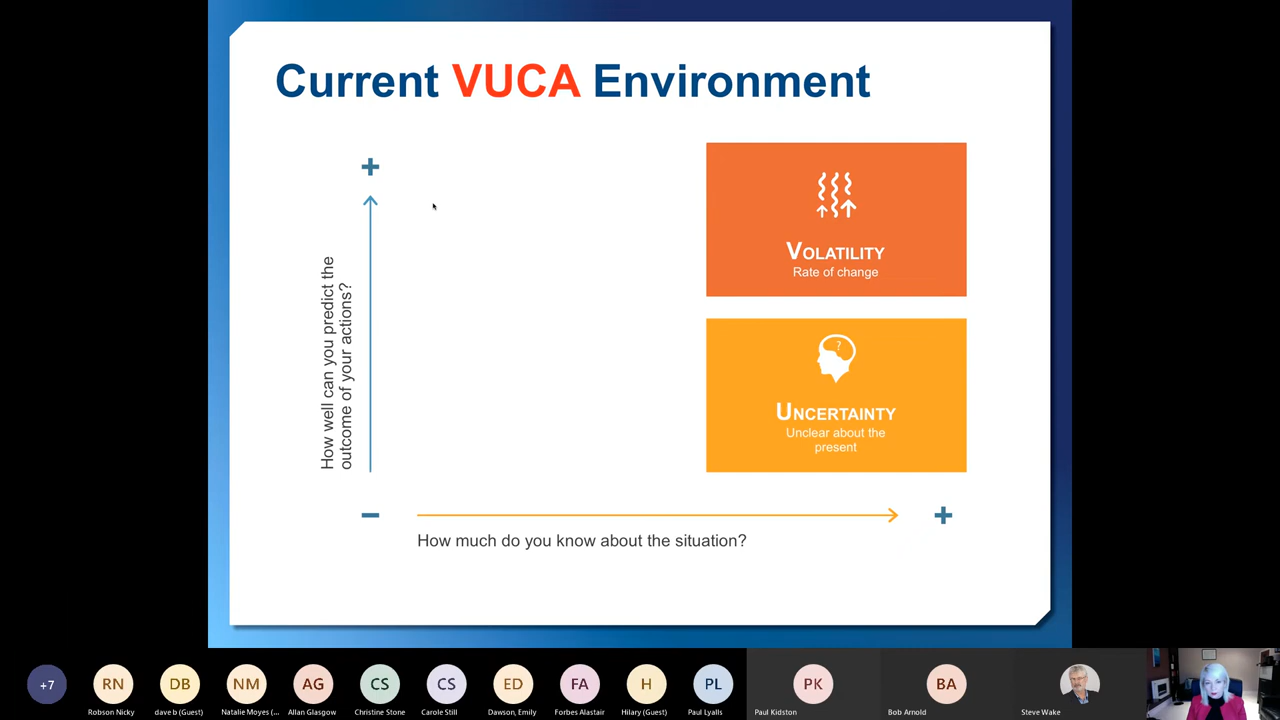 Current VUCA Environment
+
How well can you predict the
outcome of your actions?
VOLATILITY
Rate of change
?
UNCERTAINTY
Unclear about the
present
−
+
How much do you know about the situation?
+7
RN
DB
NM
AG
CS
CS
ED
FA
H
PL
PK
BA
Robson Nicky
dave b (Guest)
Natalie Moyes (...
Allan Glasgow
Christine Stone
Carole Still
Dawson, Emily
Forbes Alastair
Hilary (Guest)
Paul Lyalls
Paul Kidston
Bob Arnold
Steve Wake